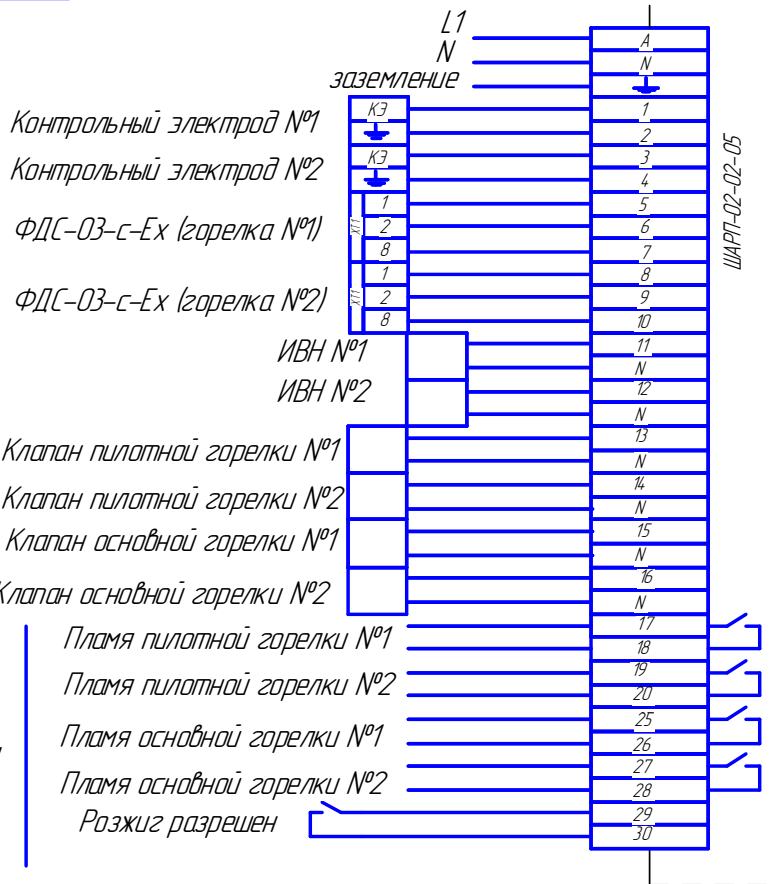 L1
A
N
N
заземление
Контрольный электрод №1
КЭ
1
2
Контрольный электрод №2
КЭ
3
4
ШАРП-02-02-05
ФДС-03-с-Ех (горелка №1)
ХТ1
1
5
2
6
8
7
ФДС-03-с-Ех (горелка №2)
ХТ1
1
8
2
9
8
10
ИВН №1
11
N
ИВН №2
12
N
Клапан пилотной горелки №1
13
N
Клапан пилотной горелки №2
14
N
Клапан основной горелки №1
15
N
Клапан основной горелки №2
16
N
Пламя пилотной горелки №1
17
18
Пламя пилотной горелки №2
19
20
Пламя основной горелки №1
25
26
Пламя основной горелки №2
27
28
Розжиг разрешен
29
30